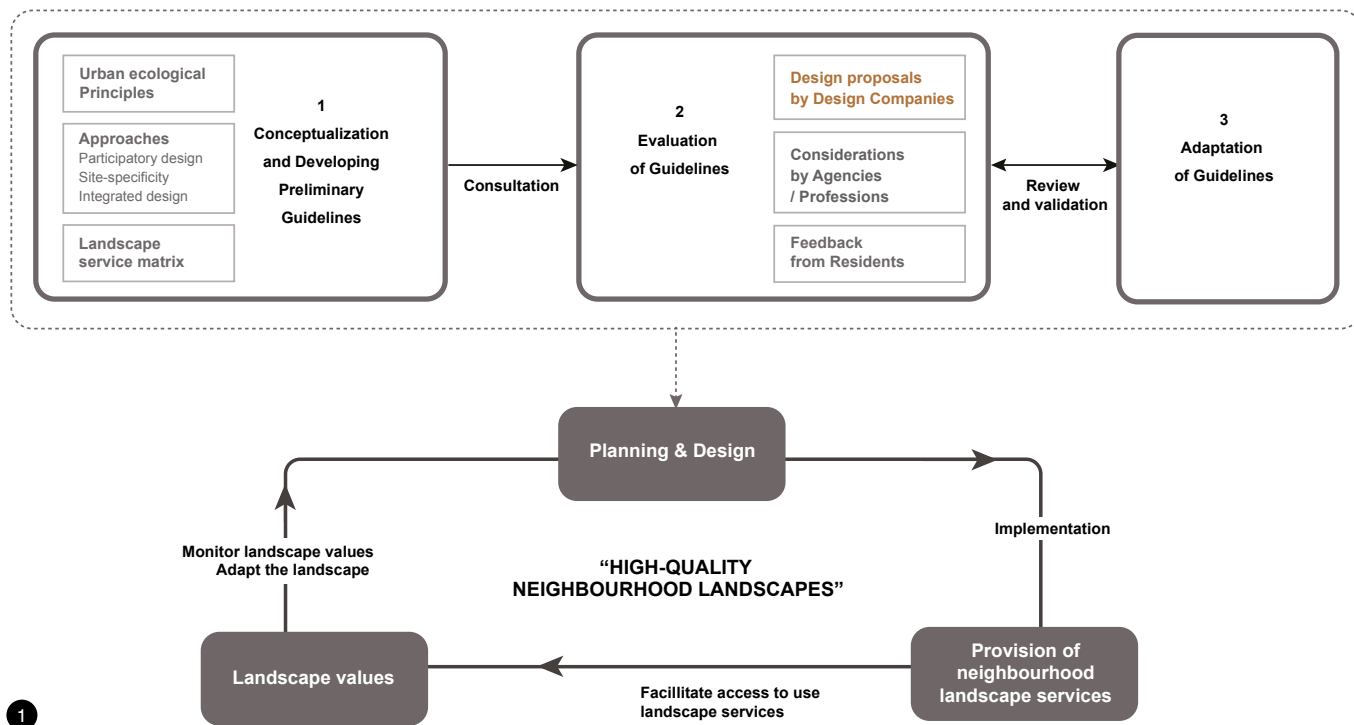 Urban ecological
Principles
Approaches
Participatory design
Site-specificity
Integrated design
Landscape
service matrix
1
Conceptualization
and Developing
Preliminary
Guidelines
Consultation
2
Evaluation
of Guidelines
Design proposals
by Design Companies
Considerations
by Agencies
/ Professions
Feedback
from Residents
Review
and validation
3
Adaptation
of Guidelines
Planning & Design
Implementation
Monitor landscape values
Adapt the landscape
“HIGH-QUALITY
NEIGHBOURHOOD LANDSCAPES”
Landscape values
Facillitate access to use
landscape services
Provision of
neighbourhood
landscape services
1